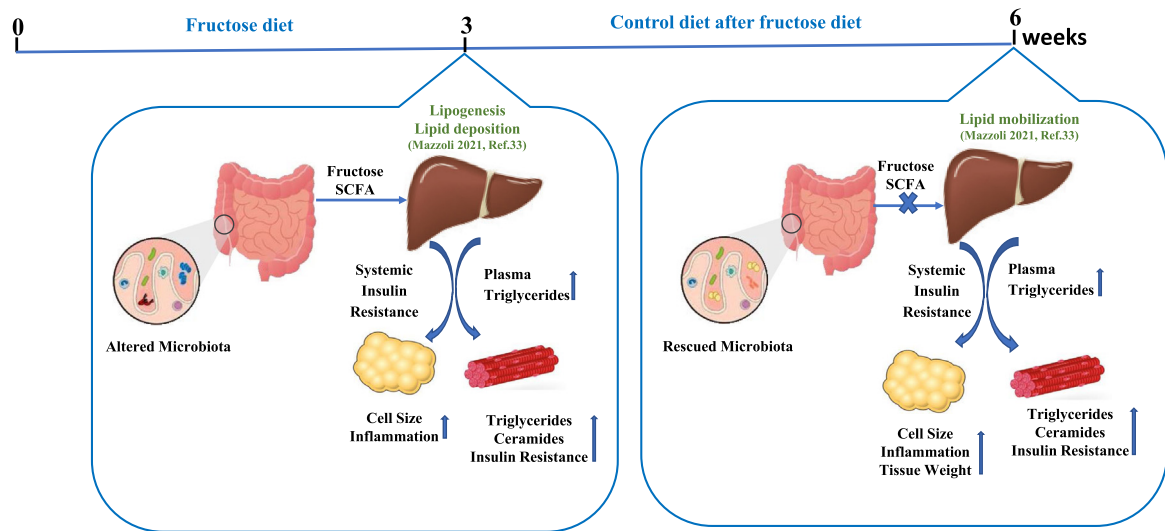 0
Fructose diet
3
Control diet after fructose diet
6
weeks
Lipogenesis
Lipid deposition
(Mazzoli 2021, Ref.33)
Fructose
SCFA
Systemic
Insulin
Resistance
Plasma
Triglycerides
Altered Microbiota
Cell Size
Inflammation
Triglycerides
Ceramides
Insulin Resistance
Lipid mobilization
(Mazzoli 2021, Ref.33)
Fructose
SCFA
Systemic
Insulin
Resistance
Plasma
Triglycerides
Rescued Microbiota
Cell Size
Inflammation
Tissue Weight
Triglycerides
Ceramides
Insulin Resistance